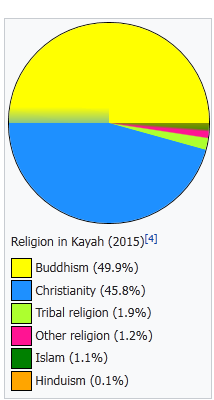 Religion in Kayah (2015)[4]
Buddhism (49.9%)
Christianity (45.8%)
Tribal religion (1.9%)
Other religion (1.2%)
Islam (1.1%)
Hinduism (0.1%)